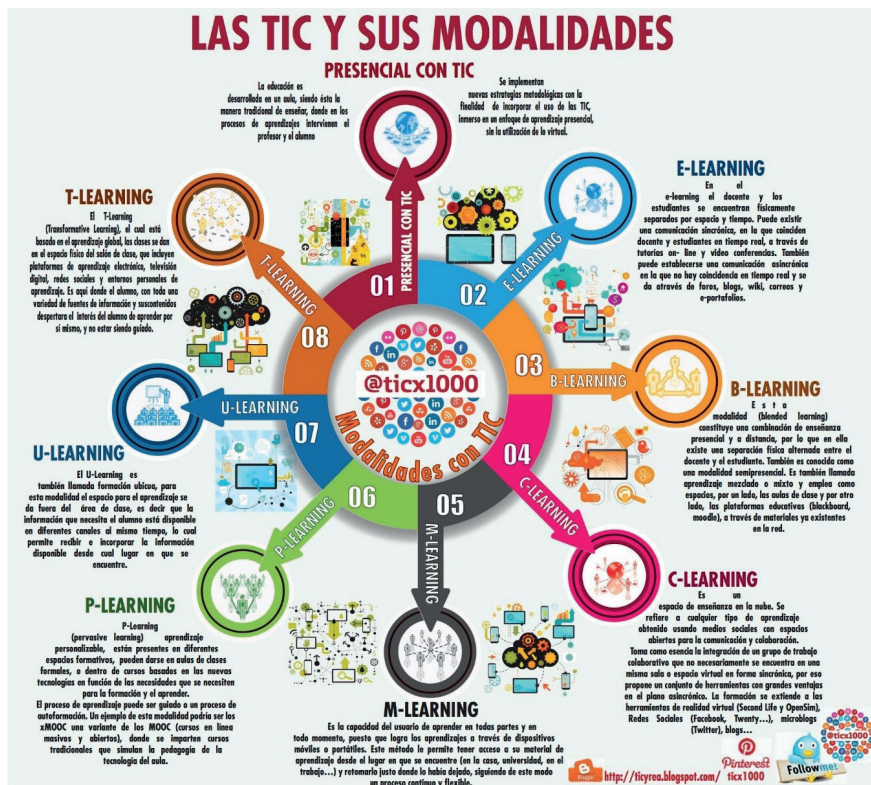 LAS TIC Y SUS MODALIDADES
PRESENCIAL CON TIC
La educación es
desarrollada en un aula, siendo ésta la
manera tradicional de enseñar, donde en los
procesos de aprendizajes intervienen el
profesor y el alumno
Se implementan
nuevas estrategias metodológicas con la
finalidad de incorporar el uso de las TIC,
inmerso en un enfoque de aprendizaje presencial,
sin la utilización de lo virtual.
E-LEARNING
En el
e-learning el docente y los
estudiantes se encuentran físicamente
separados por espacio y tiempo. Puede existir
una comunicación sincrónica, en la que coinciden
docente y estudiantes en tiempo real, a través de
tutorías on- line y video conferencias. También
puede establecerse una comunicación asincrónica
en la que no hay coincidencia en tiempo real y se
da através de foros, blogs, wiki, correos y
e-portafolios.
B-LEARNING
Esta
modalidad (blended learning)
constituye una combinación de enseñanza
presencial y a distancia, por lo que en ella
existe una separación física alternada entre el
docente y el estudiante. También es conocida como
una modalidad semipresencial. Es también llamada
aprendizaje mezclado o mixto y emplea como
espacios, por un lado, las aulas de clase y por otro
lado, las plataformas educativas (blackboard,
moodle), a través de materiales ya existentes
en la red.
C-LEARNING
Es un
espacio de enseñanza en la nube. Se
refiere a cualquier tipo de aprendizaje
obtenido usando medios sociales con espacios
abiertos para la comunicación y colaboración.
Toma como esencia la integración de un grupo de trabajo
colaborativo que no necesariamente se encuentra en una
misma sala o espacio virtual en forma sincrónica, por eso
propone un conjunto de herramientas con grandes ventajas
en el plano asincrónico. La formación se extiende a las
herramientas de realidad virtual (Second Life y OpenSim),
Redes Sociales (Facebook, Twenty...), microblogs
(Twitter), blogs...
M-LEARNING
Es la capacidad del usuario de aprender en todas partes y en
todo momento, puesto que logra los aprendizajes a través de dispositivos
móviles o portátiles. Este método le permite tener acceso a su material de
aprendizaje desde el lugar en que se encuentre (en la casa, universidad, en el
trabajo...) y retomarlo justo donde lo había dejado, siguiendo de este modo
un proceso continuo y flexible.
P-LEARNING
P-Learning
(pervasive learning) aprendizaje
personalizable, están presentes en diferentes
espacios formativos, pueden darse en aulas de clases
formales, o dentro de cursos basados en las nuevas
tecnologías en función de las necesidades que se necesiten
para la formación y el aprender.
El proceso de aprendizaje puede ser guiado o un proceso de
autoformación. Un ejemplo de esta modalidad podría ser los
xMOOC una variante de los MOOC (cursos en línea
masivos y abiertos), donde se imparten cursos
tradicionales que simulan la pedagogía de la
tecnología del aula.
U-LEARNING
El U-Learning es
también llamada formación ubicua, para
esta modalidad el espacio para el aprendizaje se
da fuera del área de clase, es decir que la
información que necesita el alumno está disponible
en diferentes canales al mismo tiempo, lo cual
permite recibir e incorporar la información
disponible desde cual lugar en que se
encuentre.
T-LEARNING
El T-Learning
(Transformative Learning), el cual está
basado en el aprendizaje global, las clases se dan
en el espacio físico del salón de clase, que incluyen
plataformas de aprendizaje electrónica, televisión
digital, redes sociales y entornos personales de
aprendizaje. Es aquí donde el alumno, con toda una
variedad de fuentes de información y suscontenidos
despertara el interés del alumno de aprender por
sí mismo, y no estar siendo guiado.
01 PRESENCIAL CON TIC
02 E-LEARNING
03 B-LEARNING
04 C-LEARNING
05 M-LEARNING
06 P-LEARNING
07 U-LEARNING
08 T-LEARNING
@ticx1000
Modalidades con TIC
Blogger
http://ticyrea.blogspot.com/
Pinterest
ticx1000
Follow me!
@ticx1000